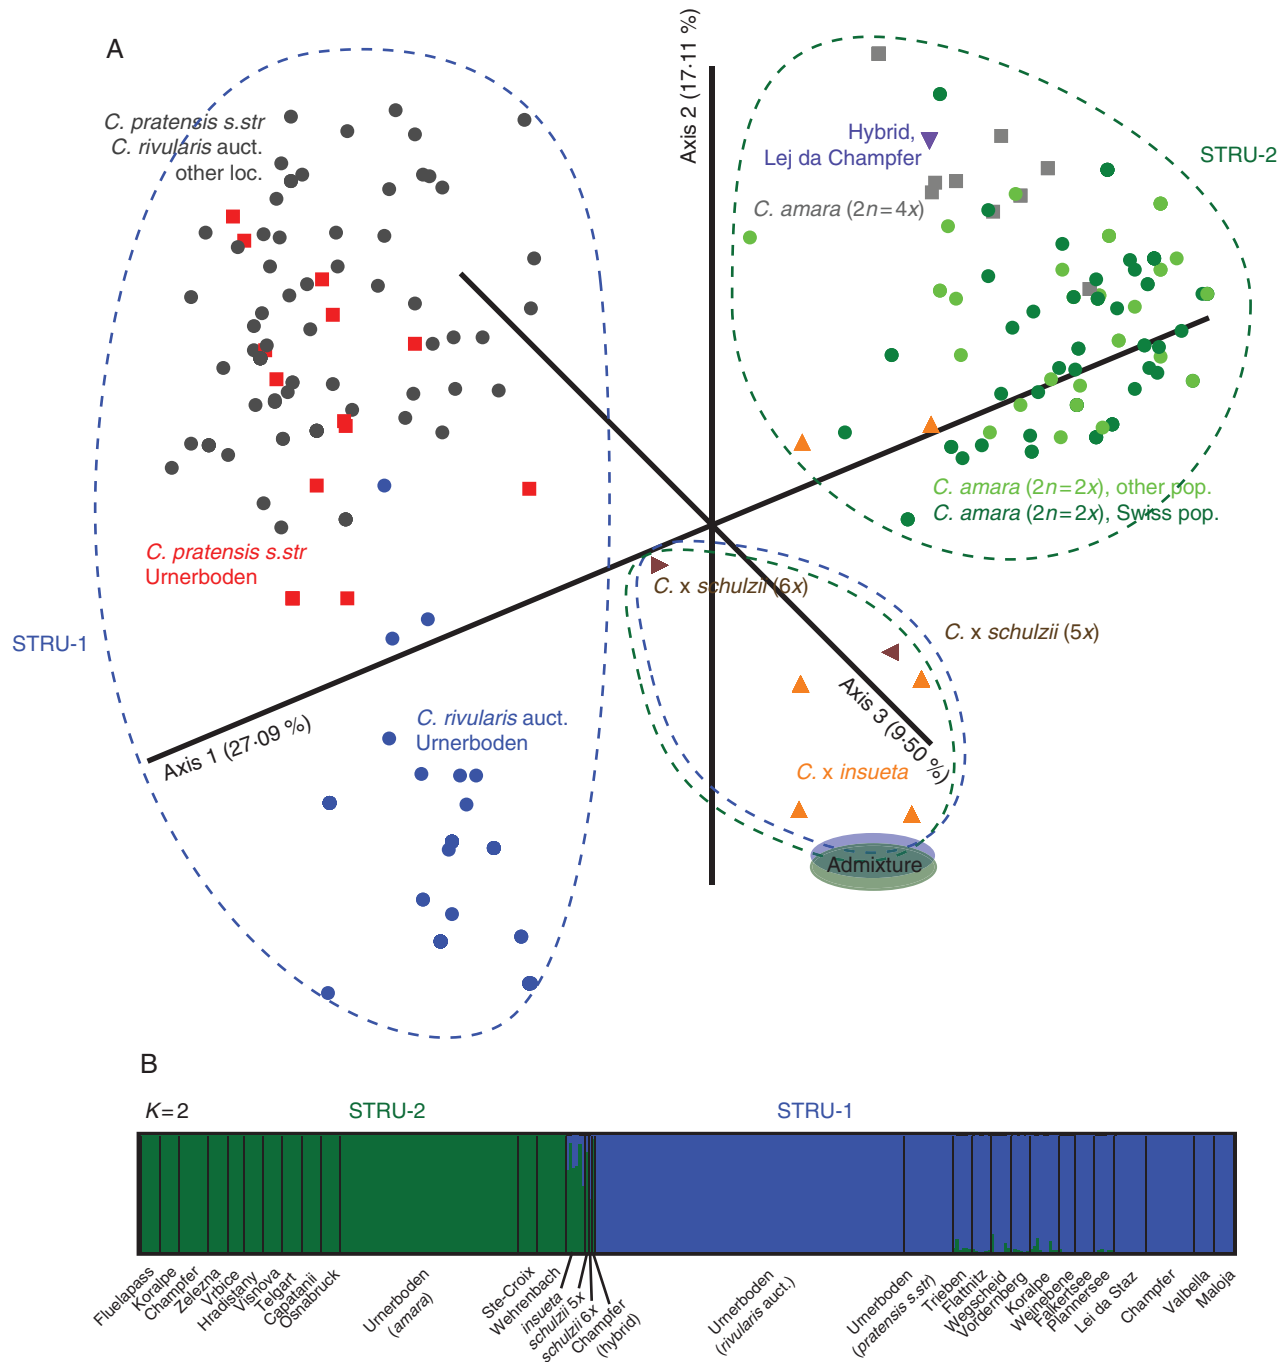 A
C. pratensis s.str
C. rivularis auct.
other loc.
Axis 2 (17·11 %)
Hybrid,
Lej da Champfer
STRU-2
C. amara (2n=4x)
C. amara (2n=2x), other pop.
C. amara (2n=2x), Swiss pop.
C. pratensis s.str
Urnerboden
C. x schulzii (6x)
C. x schulzii (5x)
STRU-1
Axis 3 (9·50 %)
C. rivularis auct.
Urnerboden
Axis 1 (27·09 %)
C. x insueta
Admixture
B
K=2
STRU-2
STRU-1
Fluelapass
Koralpe
Champfer
Zelezna
Vrbice
Hradistany
Visnova
Telgart
Capatanii
Osnabruck
Urnerboden
(amara)
Ste-Croix
Wehrenbach
insueta
schulzii 5x
schulzii 6x
Champfer
(hybrid)
Urnerboden
(rivularis auct.)
Urnerboden
(pratensis s.str)
Trieben
Flattnitz
Wegscheid
Vordernberg
Koralpe
Weinebene
Falkertsee
Plannersee
Lei da Staz
Champfer
Valbella
Maloja